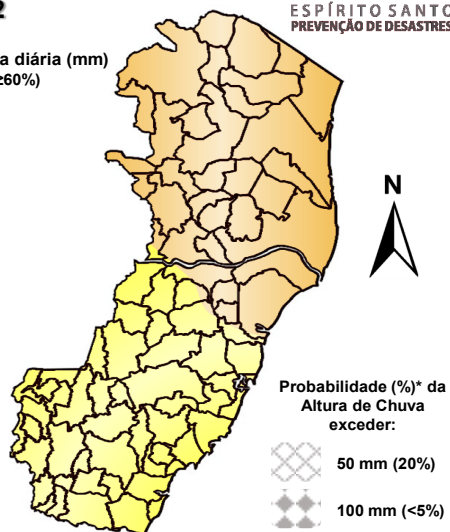 2
ESPÍRITO SANTO
PREVENÇÃO DE DESASTRES
a diária (mm)
≥60%)
N
Probabilidade (%)* da
Altura de Chuva
exceder:
50 mm (20%)
100 mm (<5%)